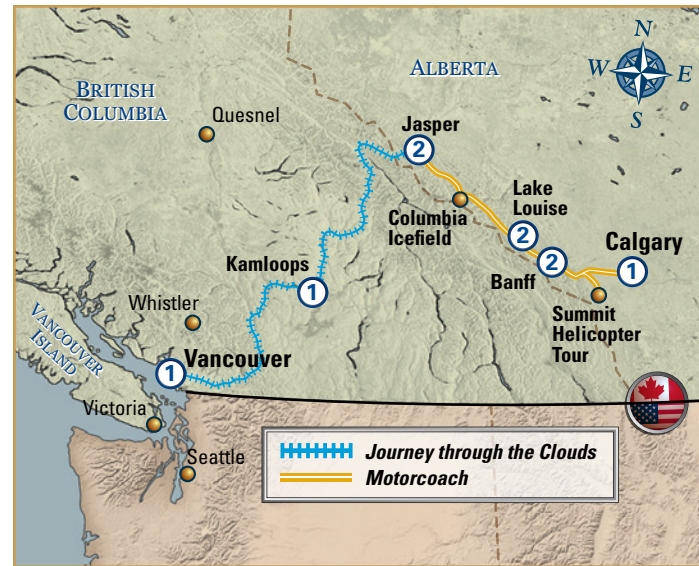 N
W
E
S
BRITISH
COLUMBIA
ALBERTA
Quesnel
Jasper
2
Columbia
Icefield
Lake
Louise
2
Banff
2
Calgary
1
Summit
Helicopter
Tour
Kamloops
1
Whistler
Vancouver
1
VANCOUVER
ISLAND
Victoria
Seattle
Journey through the Clouds
Motorcoach